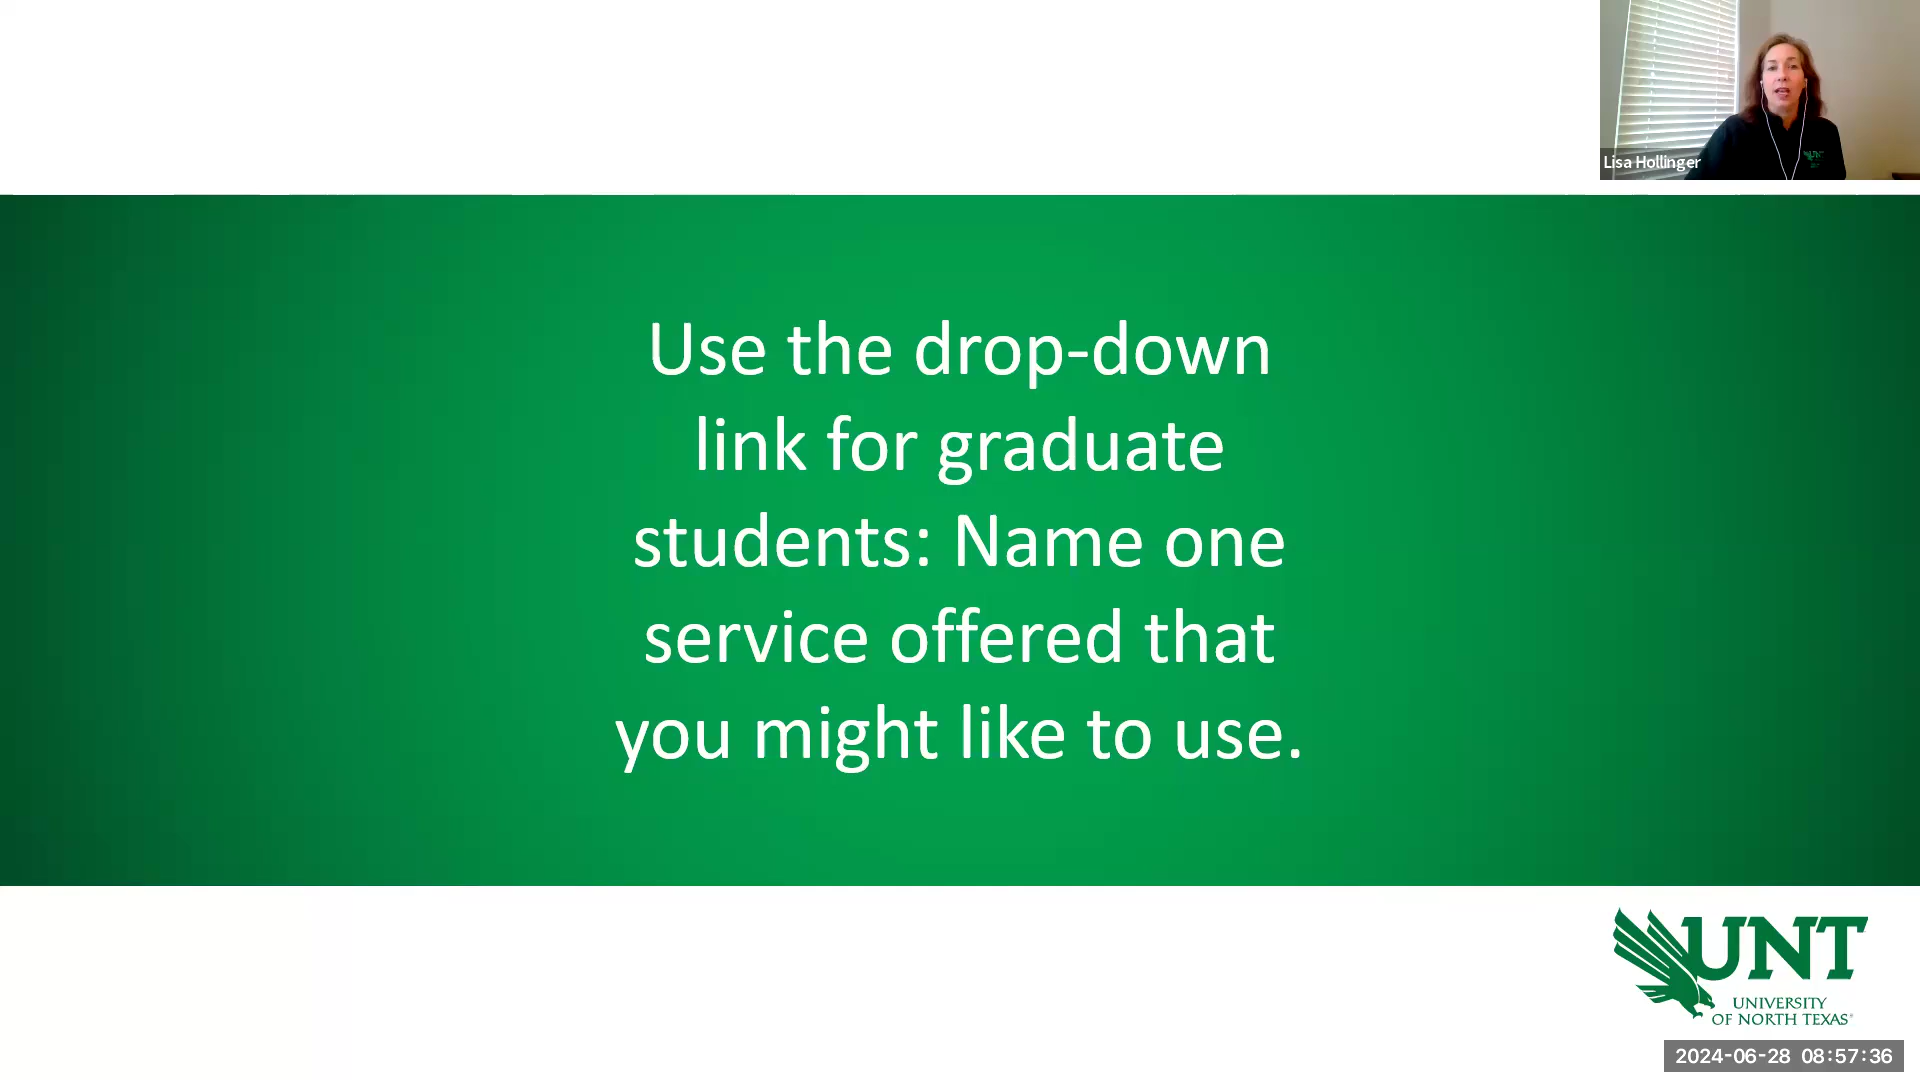 Lisa Hollinger
UNT
Use the drop-down
link for graduate
students: Name one
service offered that
you might like to use.
UNT
UNIVERSITY
OF NORTH TEXAS®
2024-06-28 08:57:36